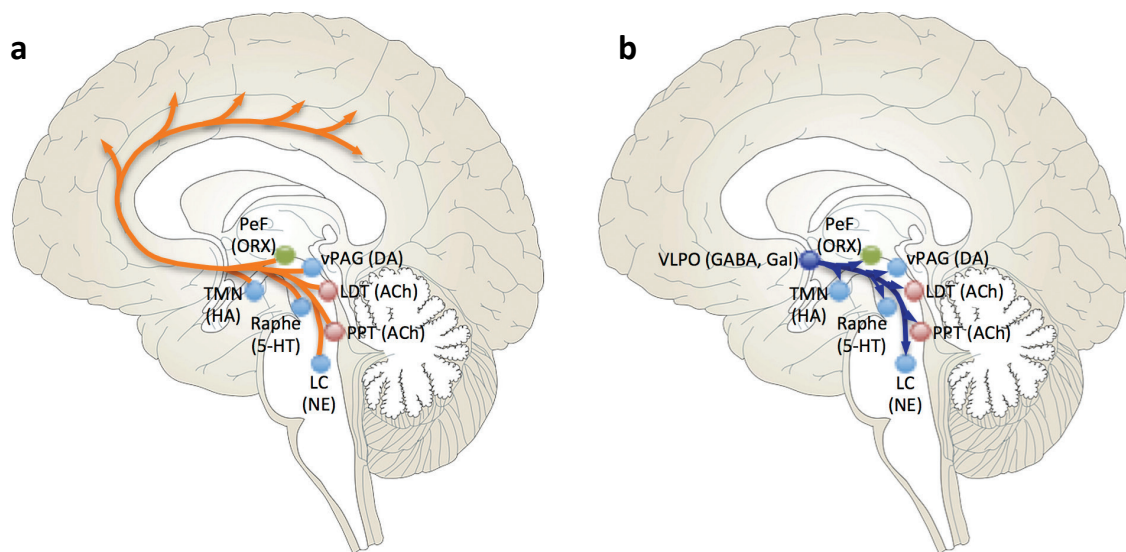 a
PeF
(ORX)
vPAG (DA)
TMN
(HA)
LDT (ACh)
Raphe
(5-HT)
PPT (ACh)
LC
(NE)
b
PeF
(ORX)
VLPO (GABA, Gal)
vPAG (DA)
TMN
(HA)
LDT (ACh)
Raphe
(5-HT)
PPT (ACh)
LC
(NE)